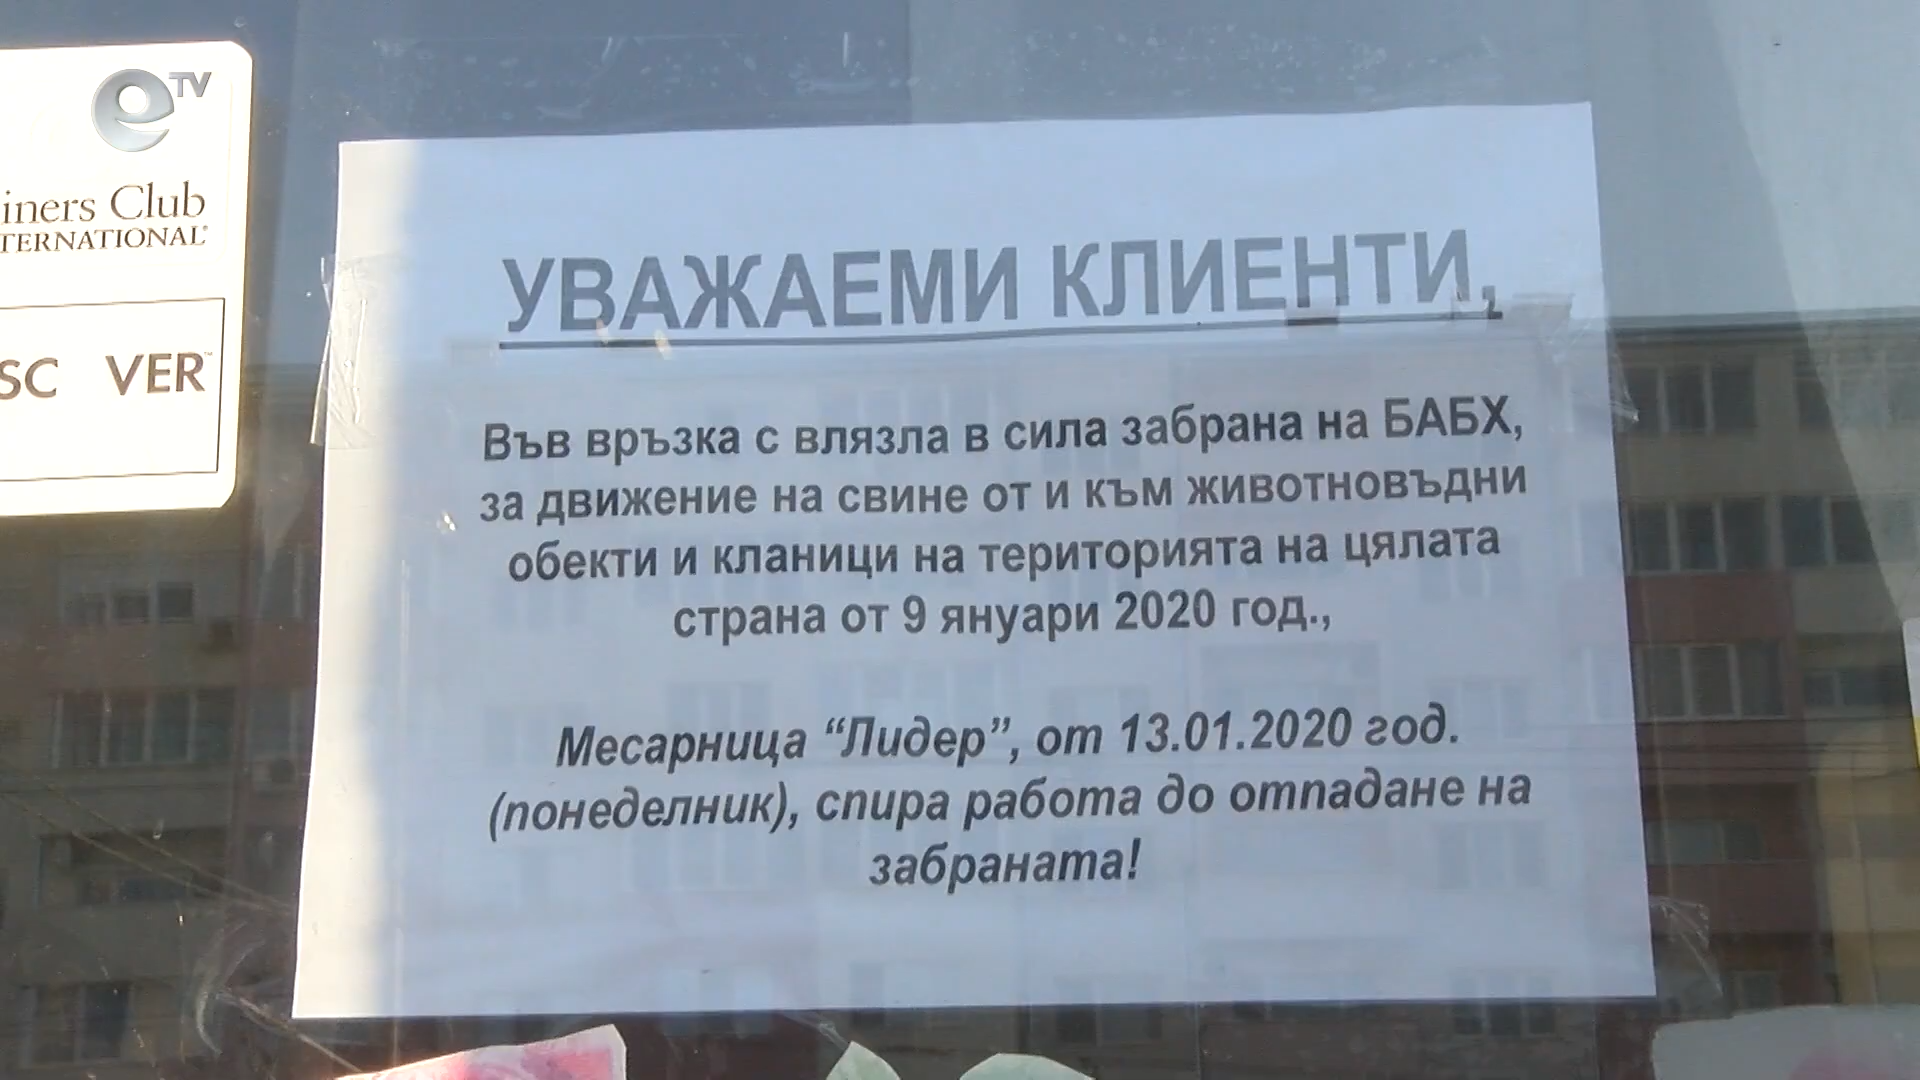 eTV
iners Club
TERNATIONAL
SC VER
УВАЖАЕМИ КЛИЕНТИ,
Във връзка с влязла в сила забрана на БАБХ,
за движение на свине от и към животновъдни
обекти и кланици на територията на цялата
страна от 9 януари 2020 год.,
Месарница “Лидер”, от 13.01.2020 год.
(понеделник), спира работа до отпадане на
забраната!